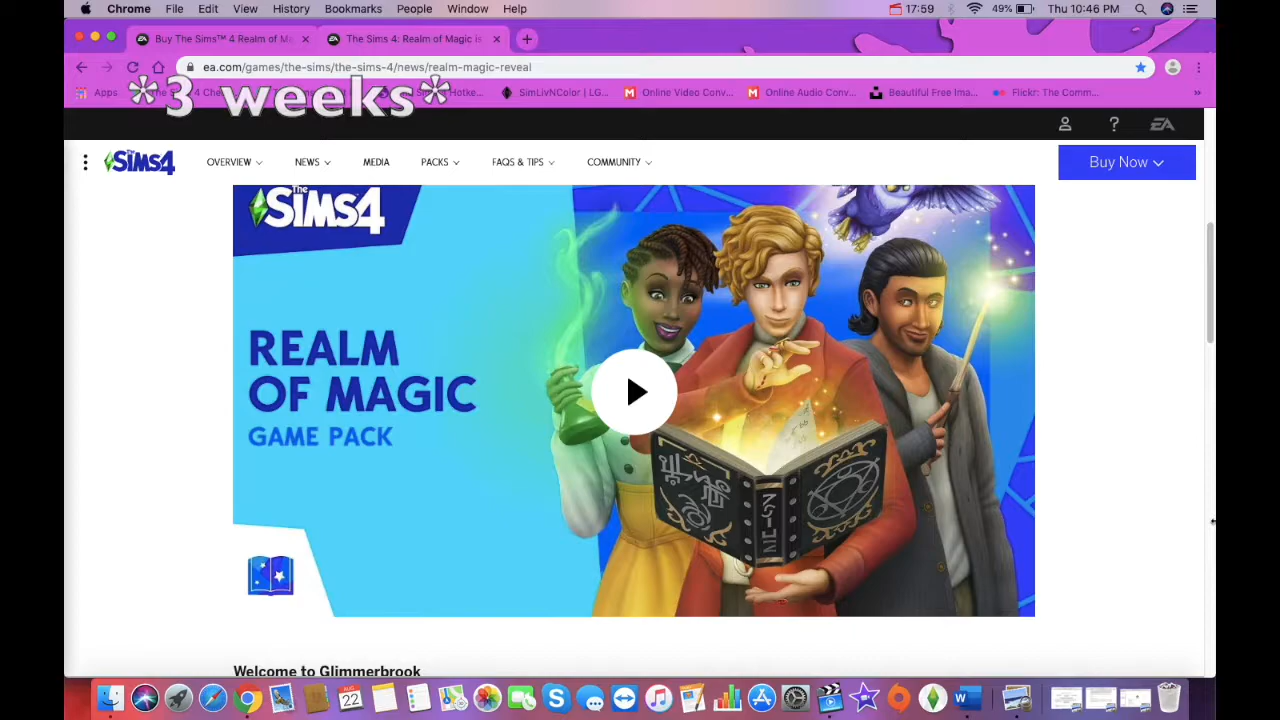 Chrome File Edit View History Bookmarks People Window Help 17:59 49% Thu 10:46 PM
Buy The Sims™ 4 Realm of M The Sims 4: Realm of Magic is
ea.com/games/the-sims/the-sims-4/news/realm-magic-reveal
*3 weeks*
Apps SimLivNColor | LG... Online Video Conv... Online Audio Conv... Beautiful Free Ima... Flickr: The Comm... »
EA
THE SIMS 4 OVERVIEW NEWS MEDIA PACKS FAQS & TIPS COMMUNITY Buy Now
THE SIMS 4
REALM
OF MAGIC
GAME PACK
Welcome to Glimmerbrook
AUG
22